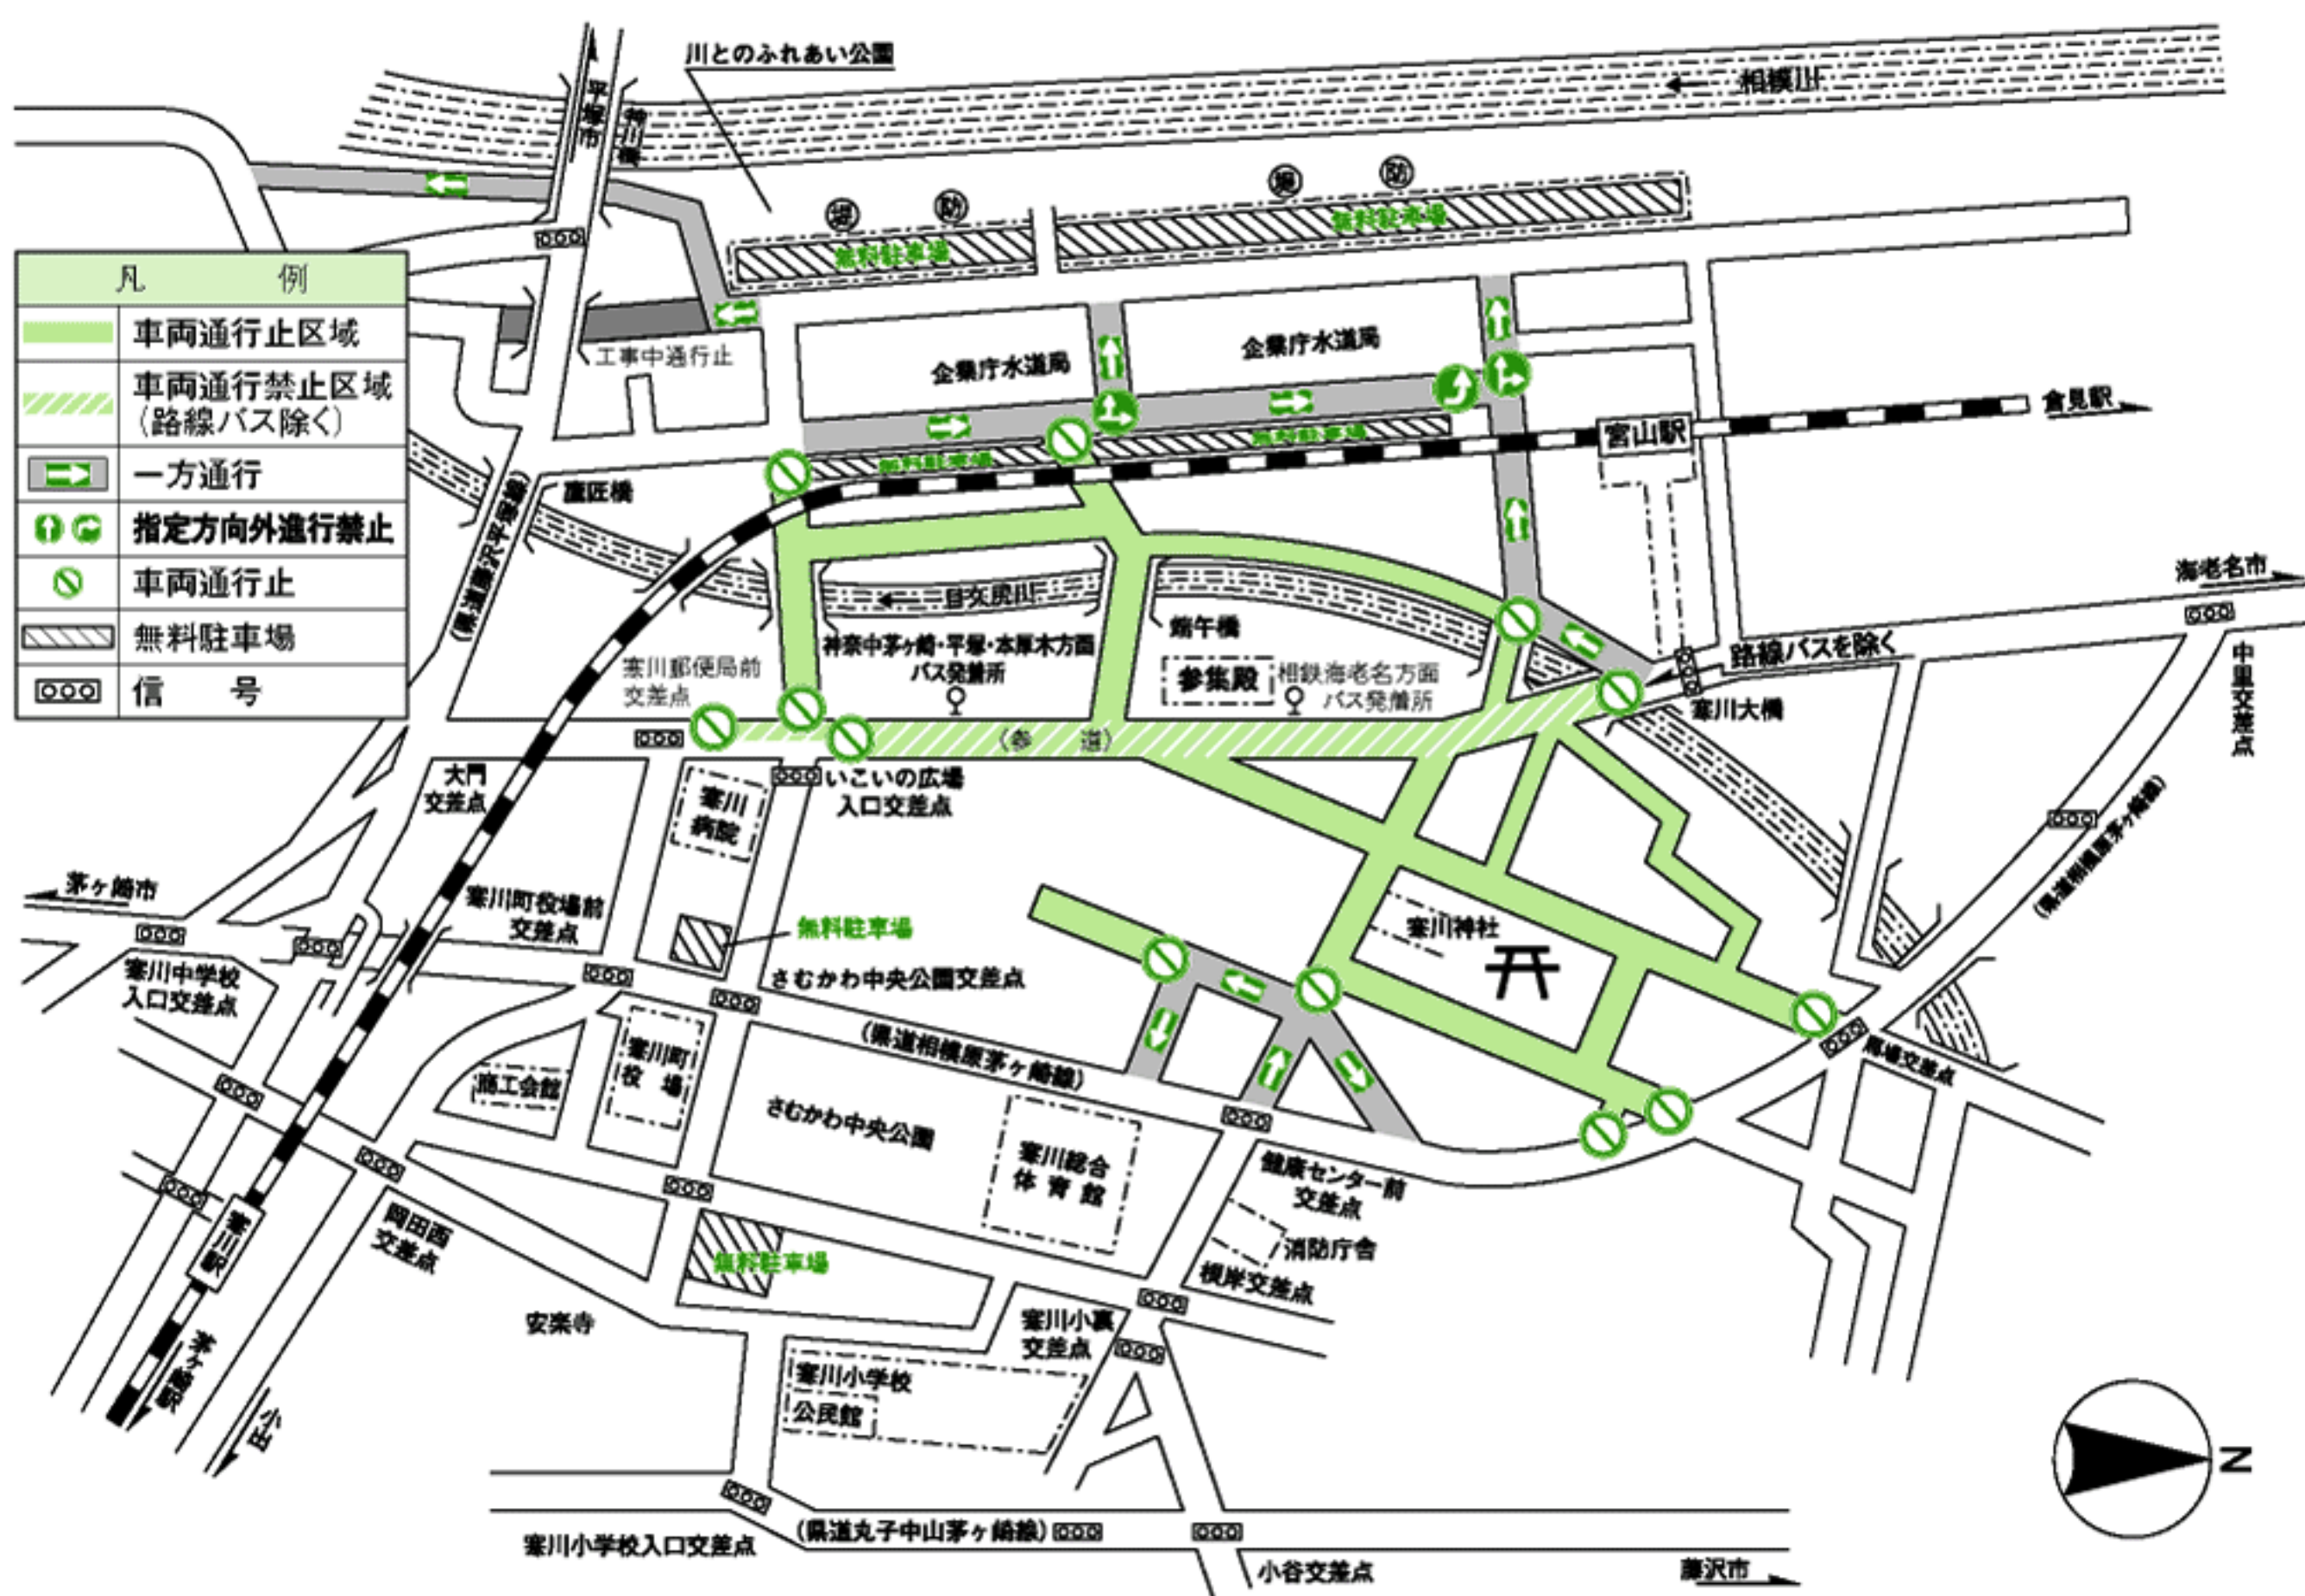 川とのふれあい公園
相模川
平塚市
神川橋
堤
防
堤
防
無料駐車場
無料駐車場
凡 例
車両通行止区域
車両通行禁止区域
(路線バス除く)
一方通行
指定方向外進行禁止
車両通行止
無料駐車場
信 号
工事中通行止
企業庁水道局
企業庁水道局
倉見駅
宮山駅
無料駐車場
無料駐車場
鷹匠橋
(県道藤沢平塚線)
目久尻川
海老名市
端午橋
神奈中茅ヶ崎・平塚・本厚木方面
バス発着所
寒川郵便局前
交差点
参集殿
相鉄海老名方面
バス発着所
路線バスを除く
寒川大橋
中里交差点
(参 道)
大門
交差点
寒川
病院
いこいの広場
入口交差点
(県道相模原茅ヶ崎線)
茅ヶ崎市
寒川町役場前
交差点
無料駐車場
寒川神社
寒川中学校
入口交差点
さむかわ中央公園交差点
(県道相模原茅ヶ崎線)
馬場交差点
寒川町
役 場
商工会館
さむかわ中央公園
寒川総合
体 育 館
健康センター前
交差点
消防庁舎
根岸交差点
岡田西
交差点
寒川駅
無料駐車場
安楽寺
寒川小裏
交差点
茅ヶ崎駅
寒川小学校
公民館
N
(県道丸子中山茅ヶ崎線)
寒川小学校入口交差点
小谷交差点
藤沢市